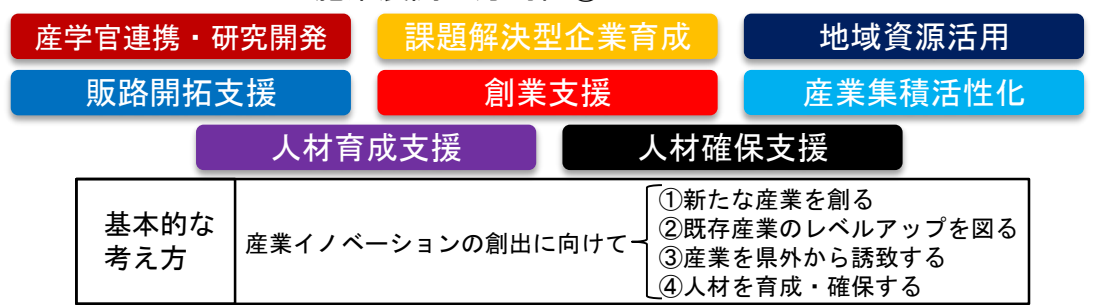 産学官連携・研究開発
課題解決型企業育成
地域資源活用
販路開拓支援
創業支援
産業集積活性化
人材育成支援
人材確保支援
基本的な
考え方
産業イノベーションの創出に向けて
①新たな産業を創る
②既存産業のレベルアップを図る
③産業を県外から誘致する
④人材を育成・確保する